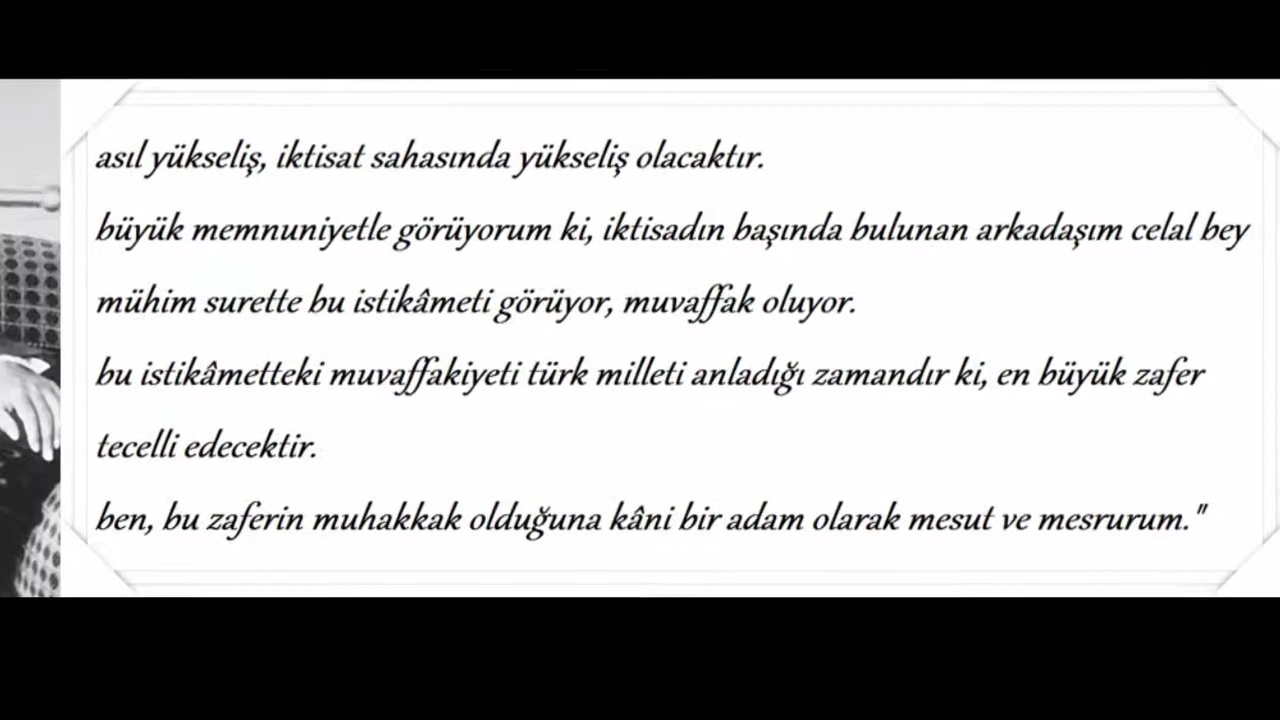 asıl yükseliş, iktisat sahasında yükseliş olacaktır.
büyük memnuniyetle görüyorum ki, iktisadın başında bulunan arkadaşım celal bey
mühim surette bu istikâmeti görüyor, muvaffak oluyor.
bu istikâmetteki muvaffakiyeti türk milleti anladığı zamandır ki, en büyük zafer
tecelli edecektir.
ben, bu zaferin muhakkak olduğuna kâni bir adam olarak mesut ve mesrurum."